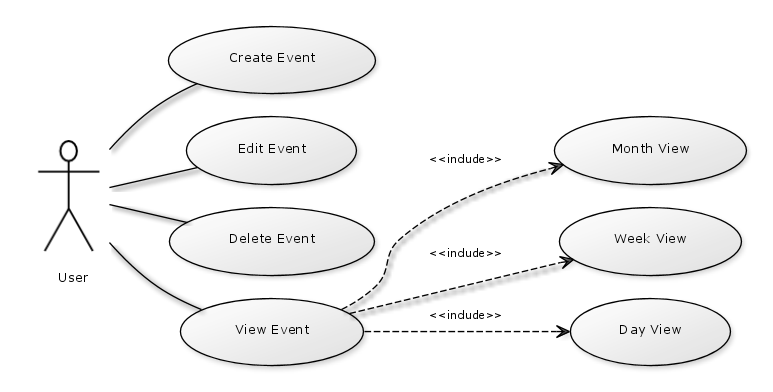 Create Event
Edit Event
Month View
<<include>>
Delete Event
Week View
<<include>>
User
View Event
<<include>>
Day View